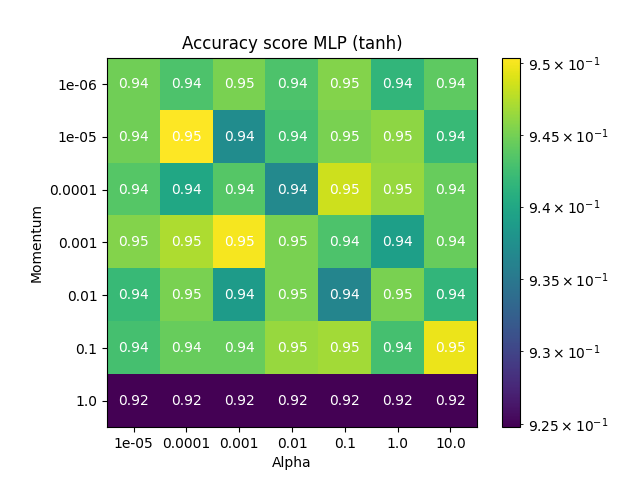 Accuracy score MLP (tanh)
Momentum
1e-06 0.94 0.94 0.95 0.94 0.95 0.94 0.94
1e-05 0.94 0.95 0.94 0.94 0.95 0.95 0.94
0.0001 0.94 0.94 0.94 0.94 0.95 0.95 0.94
0.001 0.95 0.95 0.95 0.95 0.94 0.94 0.94
0.01 0.94 0.95 0.94 0.95 0.94 0.95 0.94
0.1 0.94 0.94 0.94 0.95 0.95 0.94 0.95
1.0 0.92 0.92 0.92 0.92 0.92 0.92 0.92
1e-05 0.0001 0.001 0.01 0.1 1.0 10.0
Alpha
9.5 × 10⁻¹
9.45 × 10⁻¹
9.4 × 10⁻¹
9.35 × 10⁻¹
9.3 × 10⁻¹
9.25 × 10⁻¹